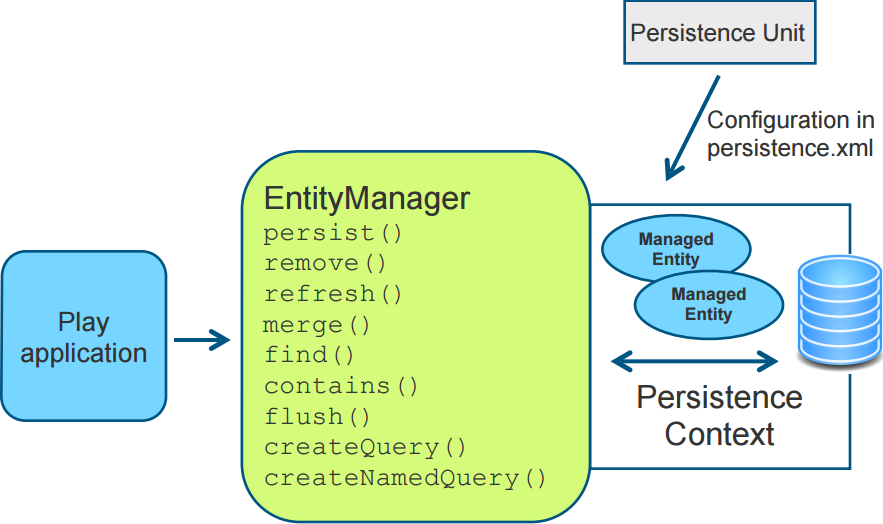 Persistence Unit
Configuration in
persistence.xml
EntityManager
persist()
remove()
refresh()
merge()
find()
contains()
flush()
createQuery()
createNamedQuery()
Play
application
Managed
Entity
Managed
Entity
Persistence
Context